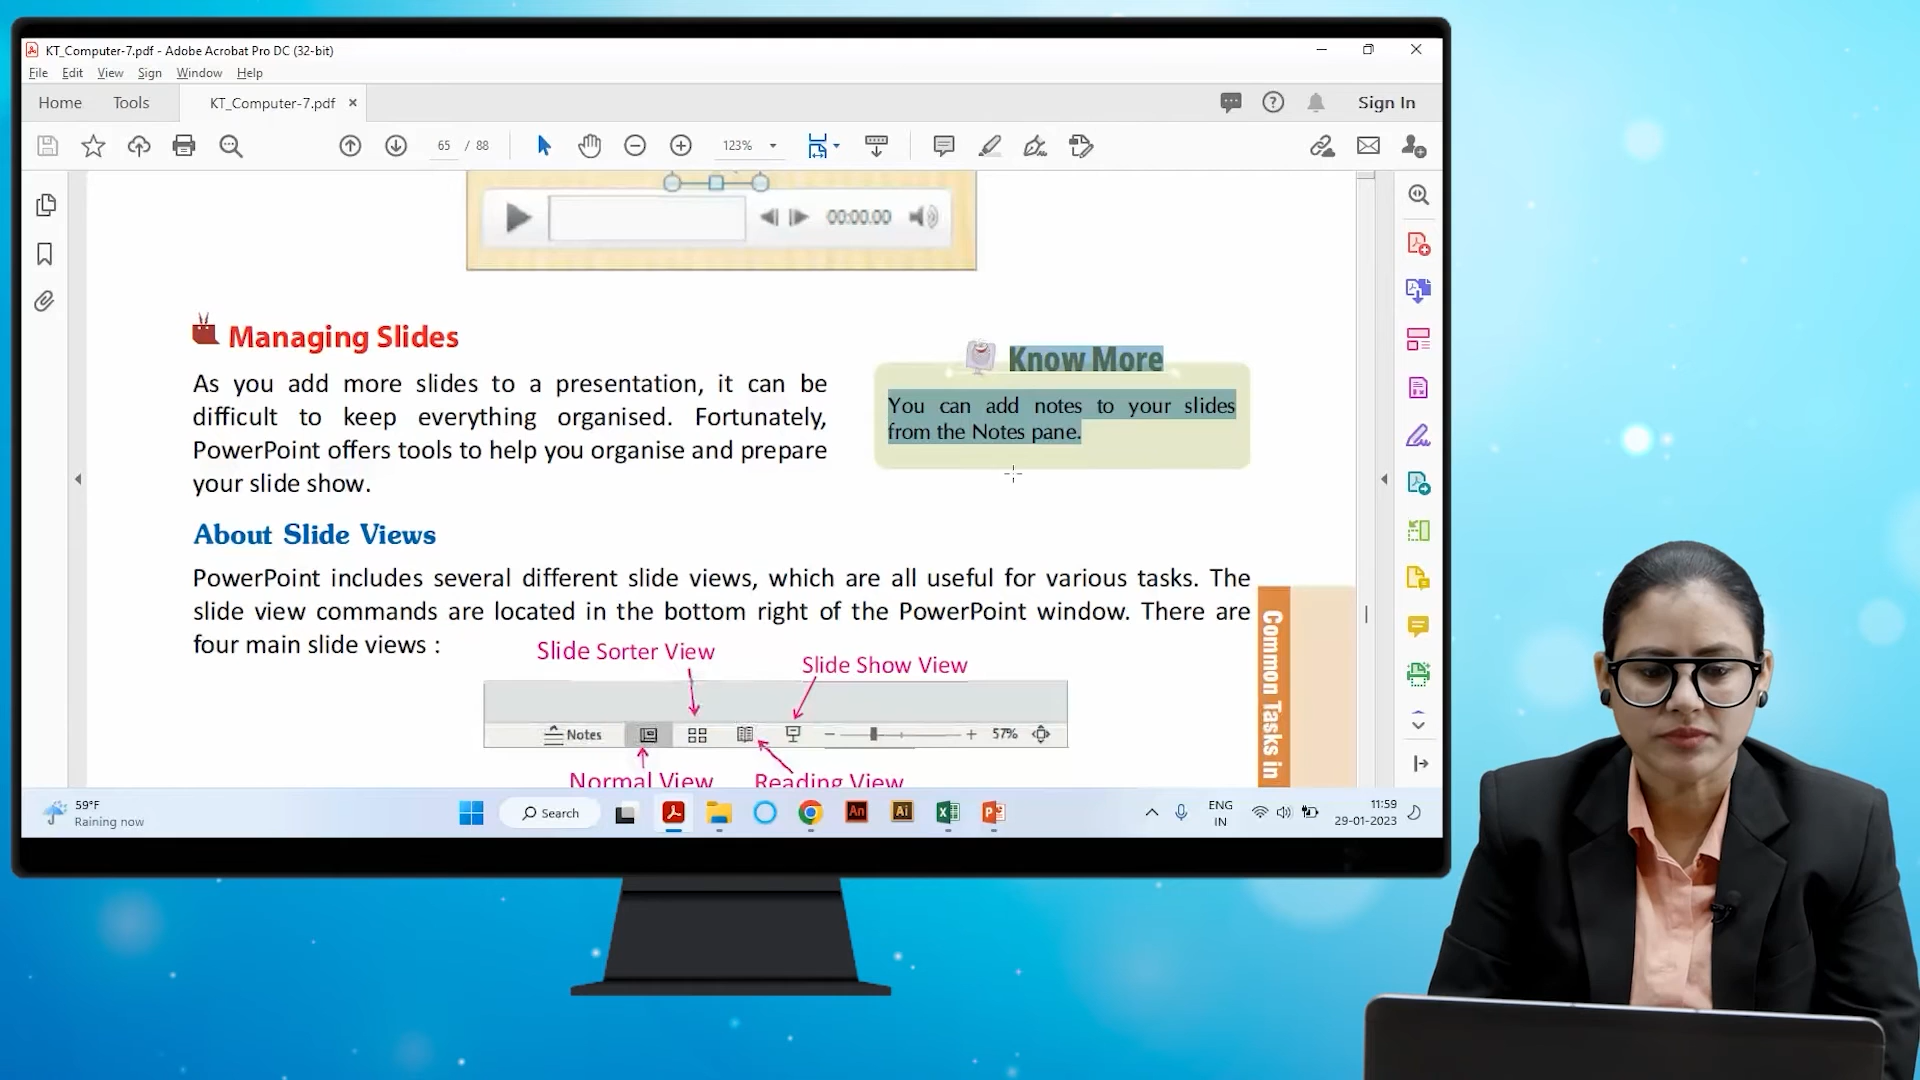 KT_Computer-7.pdf - Adobe Acrobat Pro DC (32-bit)
File Edit View Sign Window Help
Home Tools KT_Computer-7.pdf × Sign In
65 / 88 123%
00:00.00
Managing Slides
As you add more slides to a presentation, it can be
difficult to keep everything organised. Fortunately,
PowerPoint offers tools to help you organise and prepare
your slide show.
Know More
You can add notes to your slides
from the Notes pane.
About Slide Views
PowerPoint includes several different slide views, which are all useful for various tasks. The
slide view commands are located in the bottom right of the PowerPoint window. There are
four main slide views :
Slide Sorter View
Slide Show View
Notes 57%
Normal View Reading View
Common Tasks in
59°F
Raining now
Search
An Ai
ENG
IN
11:59
29-01-2023